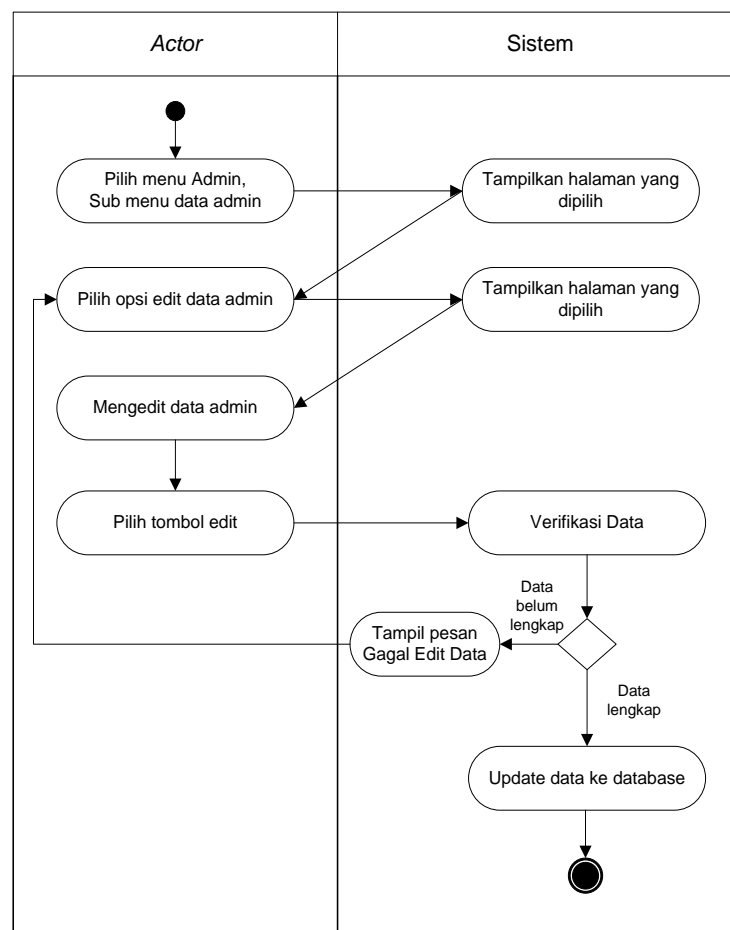 Actor
Sistem
Pilih menu Admin,
Sub menu data admin
Tampilkan halaman yang
dipilih
Pilih opsi edit data admin
Tampilkan halaman yang
dipilih
Mengedit data admin
Pilih tombol edit
Verifikasi Data
Data
belum
lengkap
Tampil pesan
Gagal Edit Data
Data
lengkap
Update data ke database